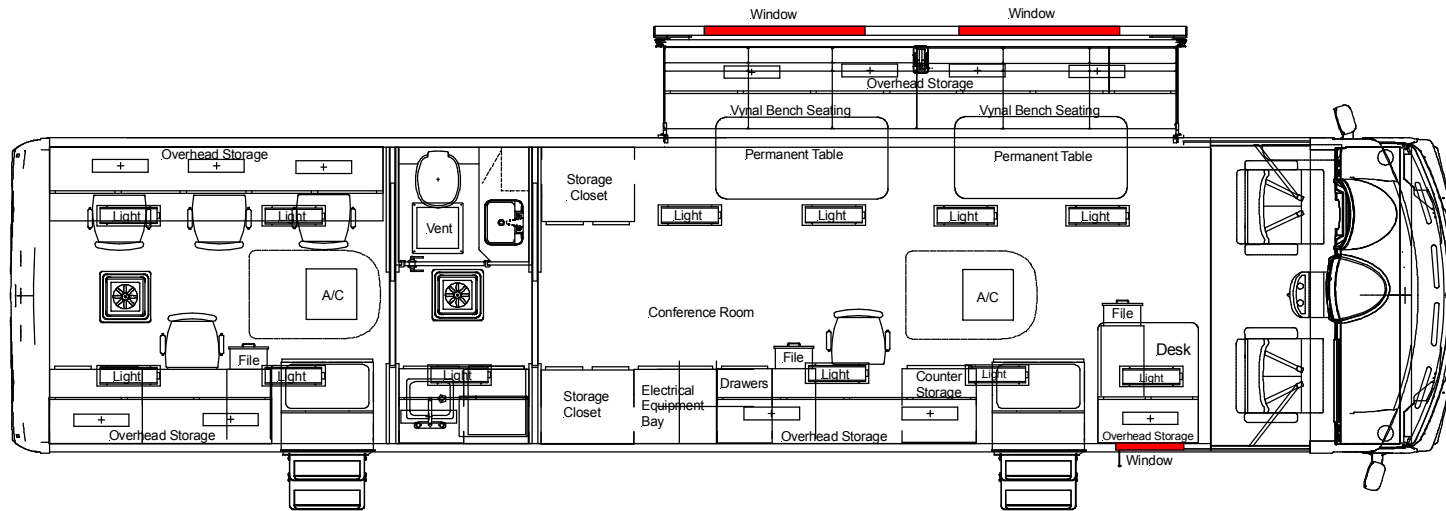 Window
Window
Overhead Storage
Vynal Bench Seating
Vynal Bench Seating
Overhead Storage
Permanent Table
Permanent Table
Storage
Closet
Light
Light
Vent
Light
Light
Light
Light
A/C
A/C
Conference Room
File
File
File
Desk
Light
Light
Light
Light
Light
Light
Storage
Closet
Electrical
Equipment
Bay
Drawers
Counter
Storage
Overhead Storage
Overhead Storage
Overhead Storage
Window